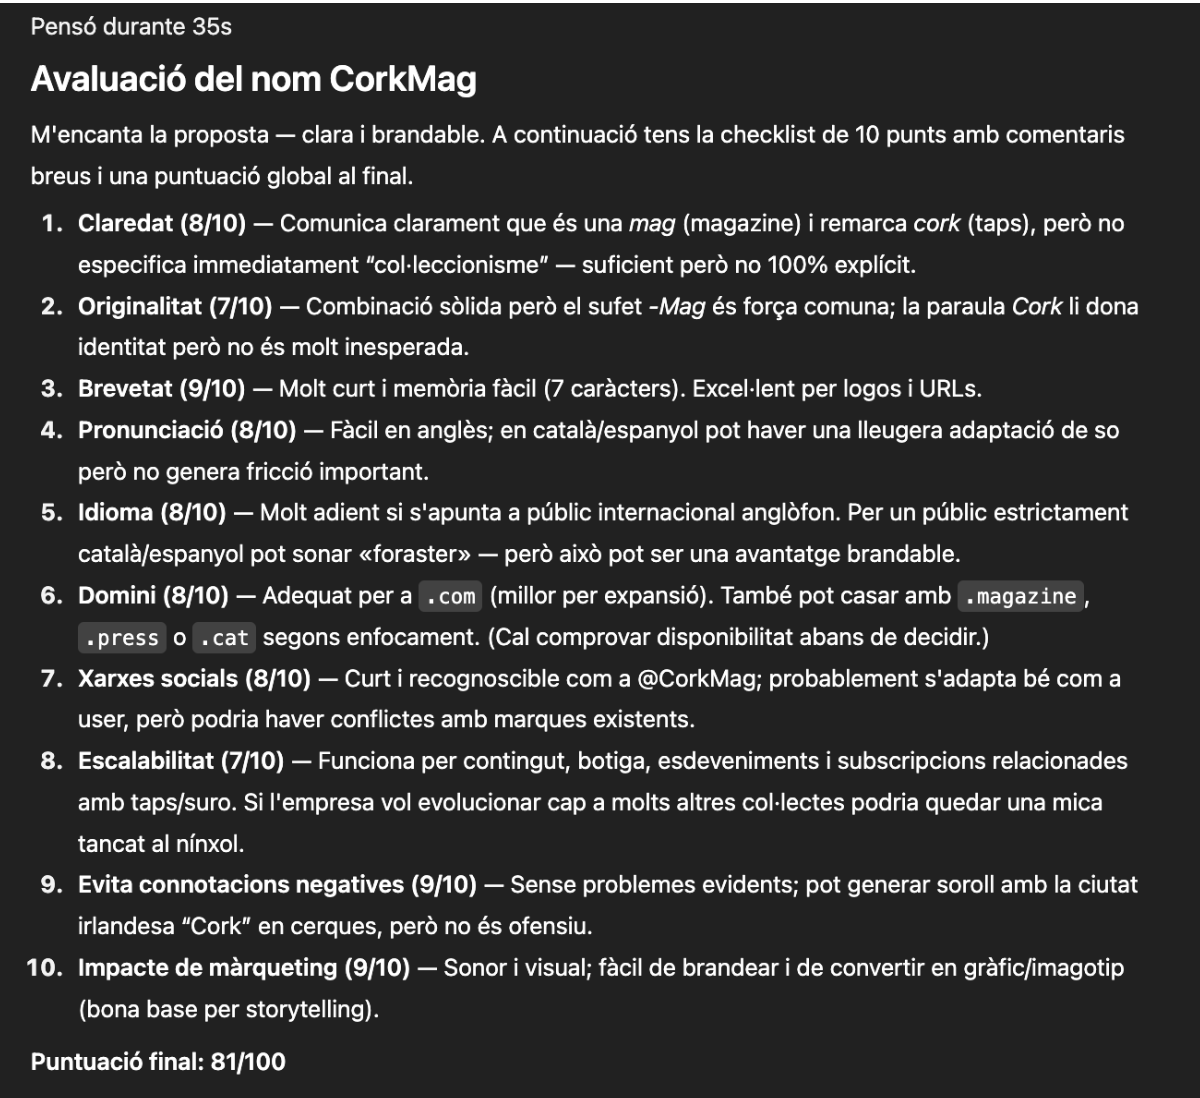 Pensó durante 35s
Avaluació del nom CorkMag
M'encanta la proposta — clara i brandable. A continuació tens la checklist de 10 punts amb comentaris
breus i una puntuació global al final.
1. Claredat (8/10) — Comunica clarament que és una mag (magazine) i remarca cork (taps), però no
especifica immediatament “col·leccionisme” — suficient però no 100% explícit.
2. Originalitat (7/10) — Combinació sòlida però el sufet -Mag és força comuna; la paraula Cork li dona
identitat però no és molt inesperada.
3. Brevetat (9/10) — Molt curt i memòria fàcil (7 caràcters). Excel·lent per logos i URLs.
4. Pronunciació (8/10) — Fàcil en anglès; en català/espanyol pot haver una lleugera adaptació de so
però no genera fricció important.
5. Idioma (8/10) — Molt adient si s'apunta a públic internacional anglòfon. Per un públic estrictament
català/espanyol pot sonar «foraster» — però això pot ser una avantatge brandable.
6. Domini (8/10) — Adequat per a .com (millor per expansió). També pot casar amb .magazine,
.press o .cat segons enfocament. (Cal comprovar disponibilitat abans de decidir.)
7. Xarxes socials (8/10) — Curt i recognoscible com a @CorkMag; probablement s'adapta bé com a
user, però podria haver conflictes amb marques existents.
8. Escalabilitat (7/10) — Funciona per contingut, botiga, esdeveniments i subscripcions relacionades
amb taps/suro. Si l'empresa vol evolucionar cap a molts altres col·lectes podria quedar una mica
tancat al nínxol.
9. Evita connotacions negatives (9/10) — Sense problemes evidents; pot generar soroll amb la ciutat
irlandesa “Cork” en cerques, però no és ofensiu.
10. Impacte de màrqueting (9/10) — Sonor i visual; fàcil de brandear i de convertir en gràfic/imagotip
(bona base per storytelling).
Puntuació final: 81/100